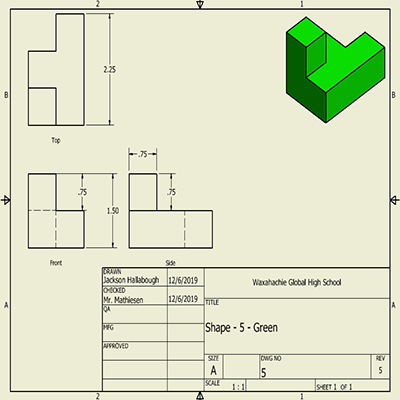 2
1
B
B
2.25
Top
.75
.75
.75
1.50
Front
Side
A
A
DRAWN
Jackson Hallabough
12/6/2019
CHECKED
Mr. Mathiesen
12/6/2019
QA
MFG
APPROVED
Waxahachie Global High School
TITLE
Shape - 5 - Green
SIZE
A
DWG NO
5
REV
5
SCALE
1 : 1
SHEET 1 OF 1
2
1